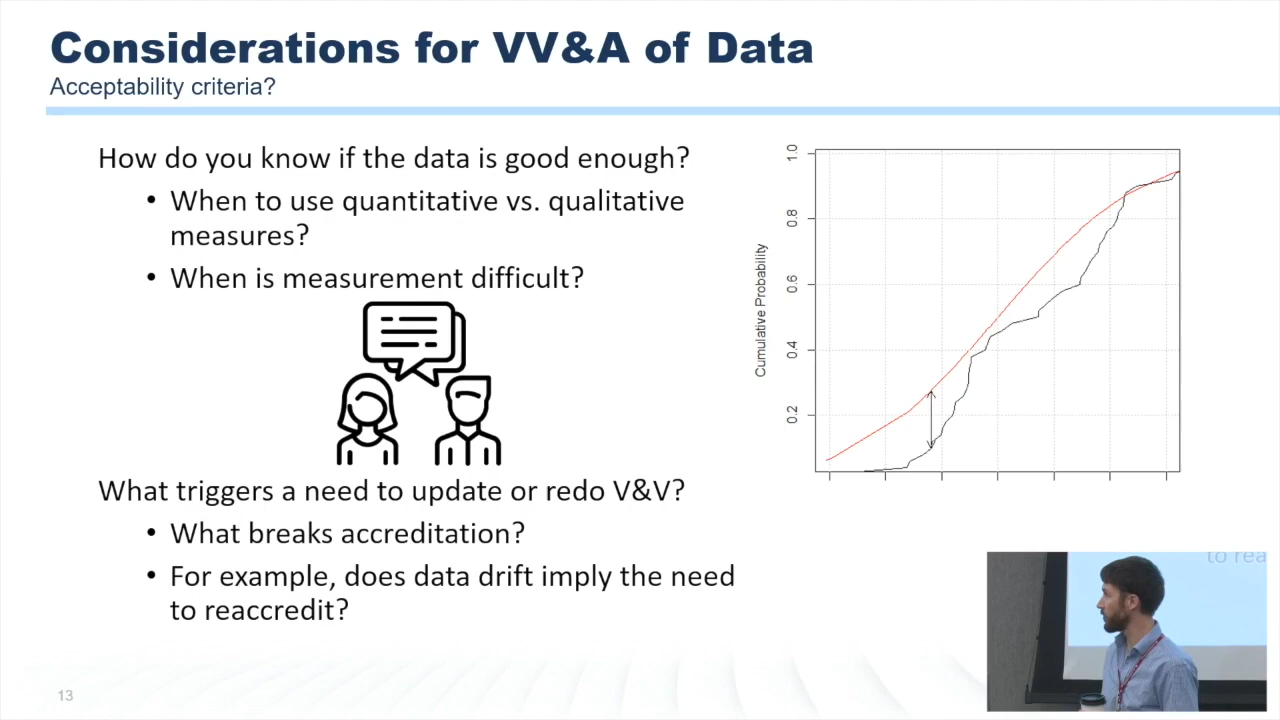 Considerations for VV&A of Data
Acceptability criteria?
How do you know if the data is good enough?
• When to use quantitative vs. qualitative
measures?
• When is measurement difficult?
What triggers a need to update or redo V&V?
• What breaks accreditation?
• For example, does data drift imply the need
to reaccredit?
Cumulative Probability
1.0
0.8
0.6
0.4
0.2
to rea
13